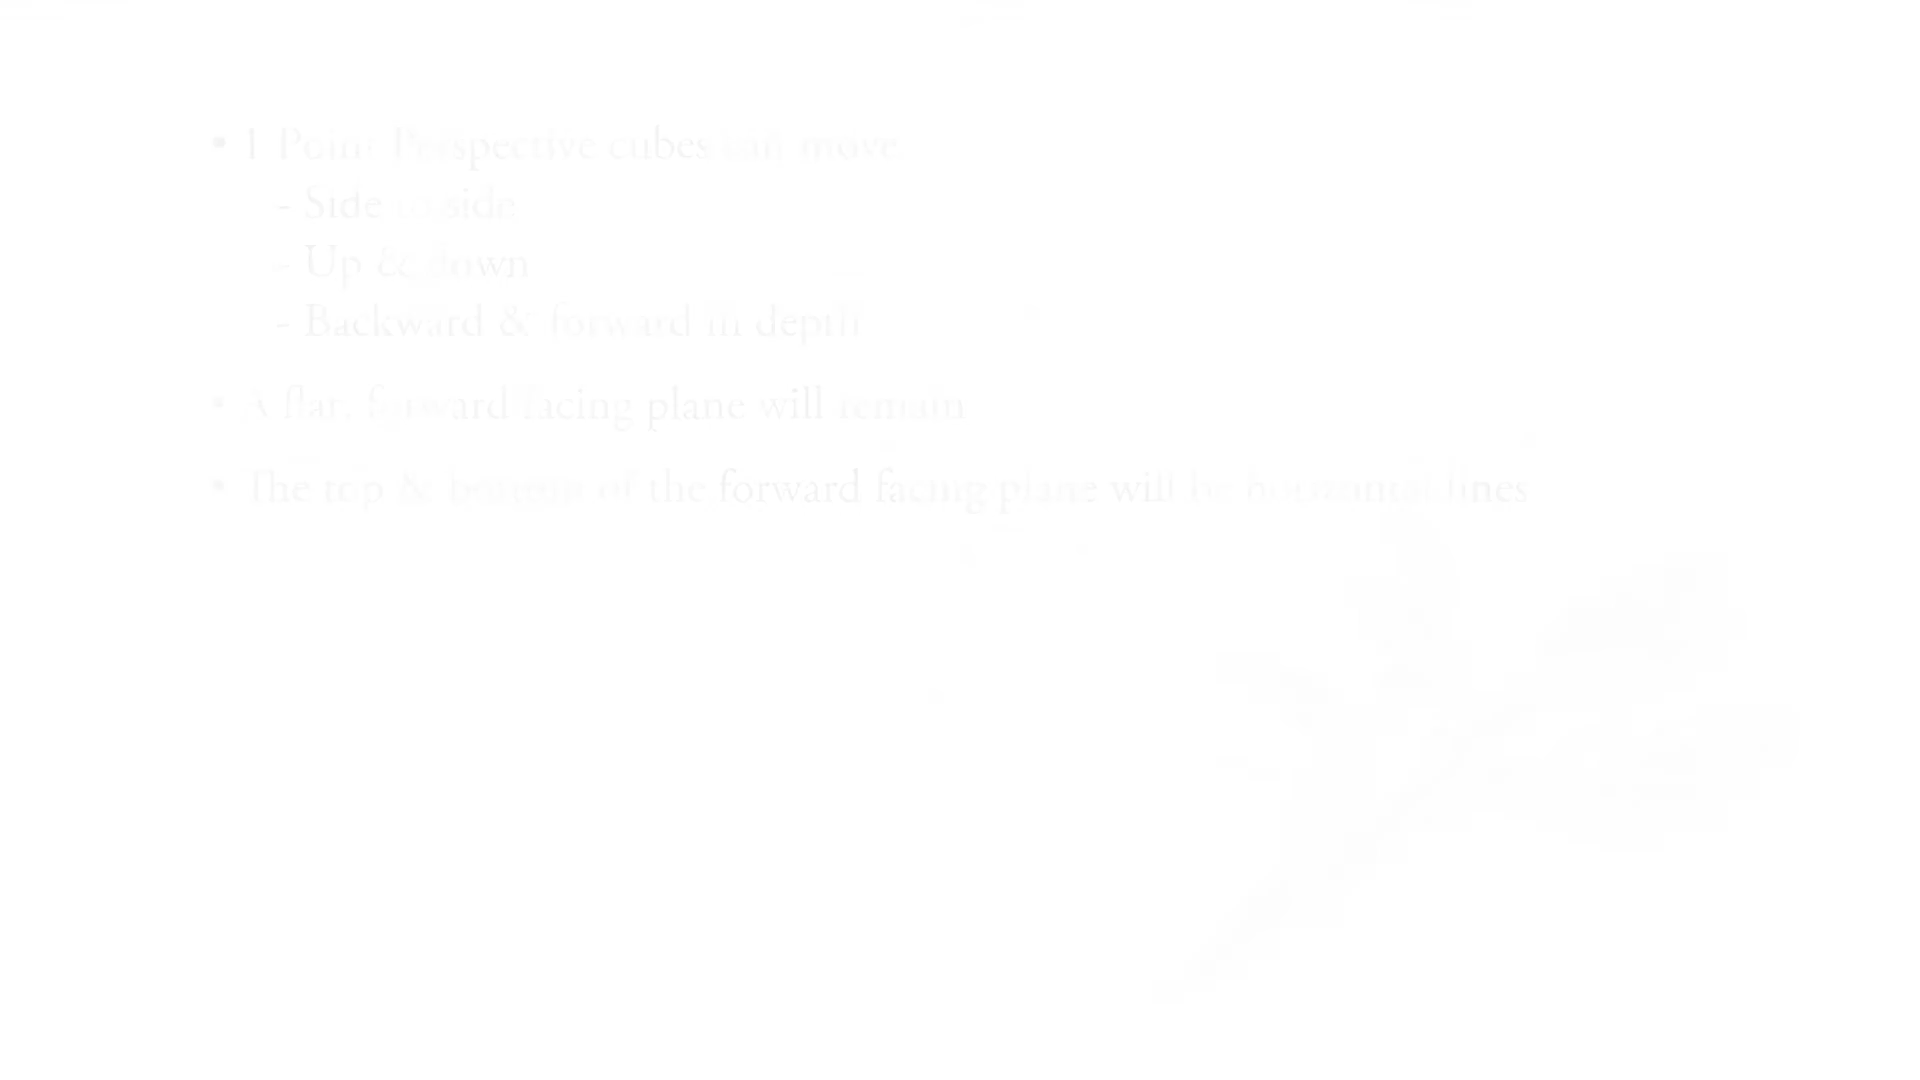 • 1 Point Perspective cubes can move
- Side to side
- Up & down
- Backward & forward in depth
• A flat, forward facing plane will remain
• The top & bottom of the forward facing plane will be horizontal lines